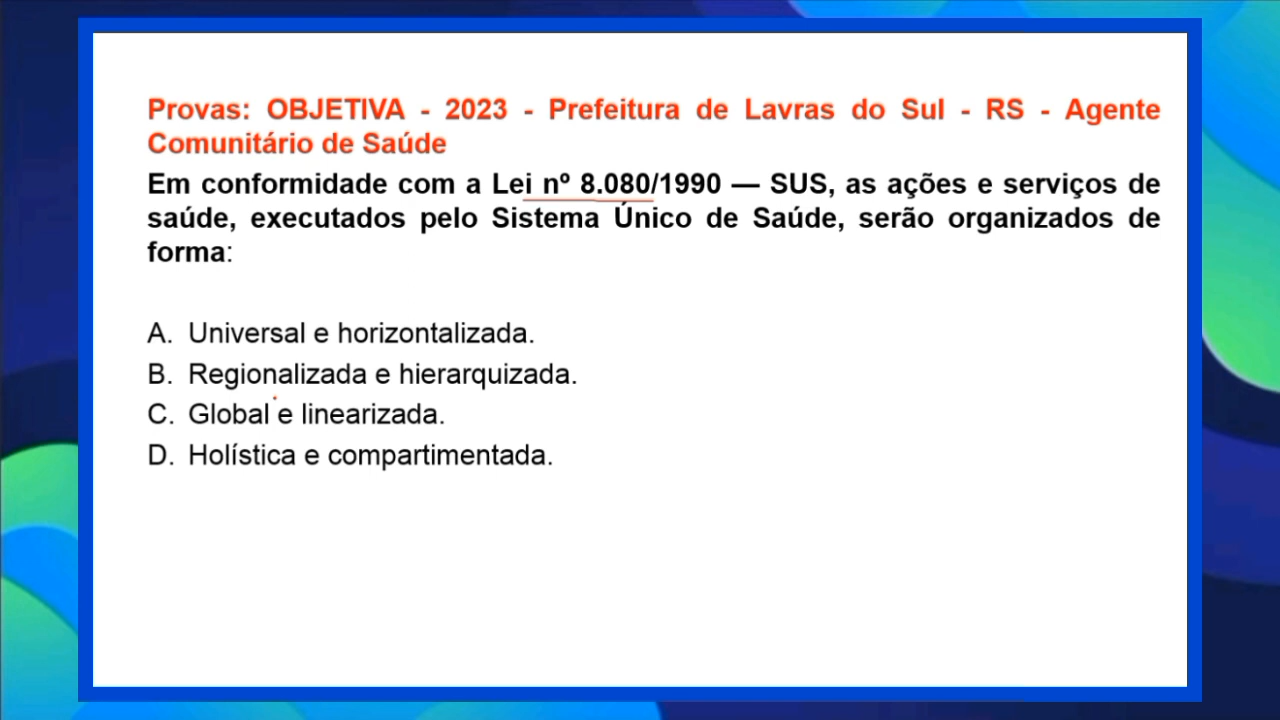 Provas: OBJETIVA - 2023 - Prefeitura de Lavras do Sul - RS - Agente
Comunitário de Saúde
Em conformidade com a Lei nº 8.080/1990 — SUS, as ações e serviços de
saúde, executados pelo Sistema Único de Saúde, serão organizados de
forma:
A. Universal e horizontalizada.
B. Regionalizada e hierarquizada.
C. Global e linearizada.
D. Holística e compartimentada.